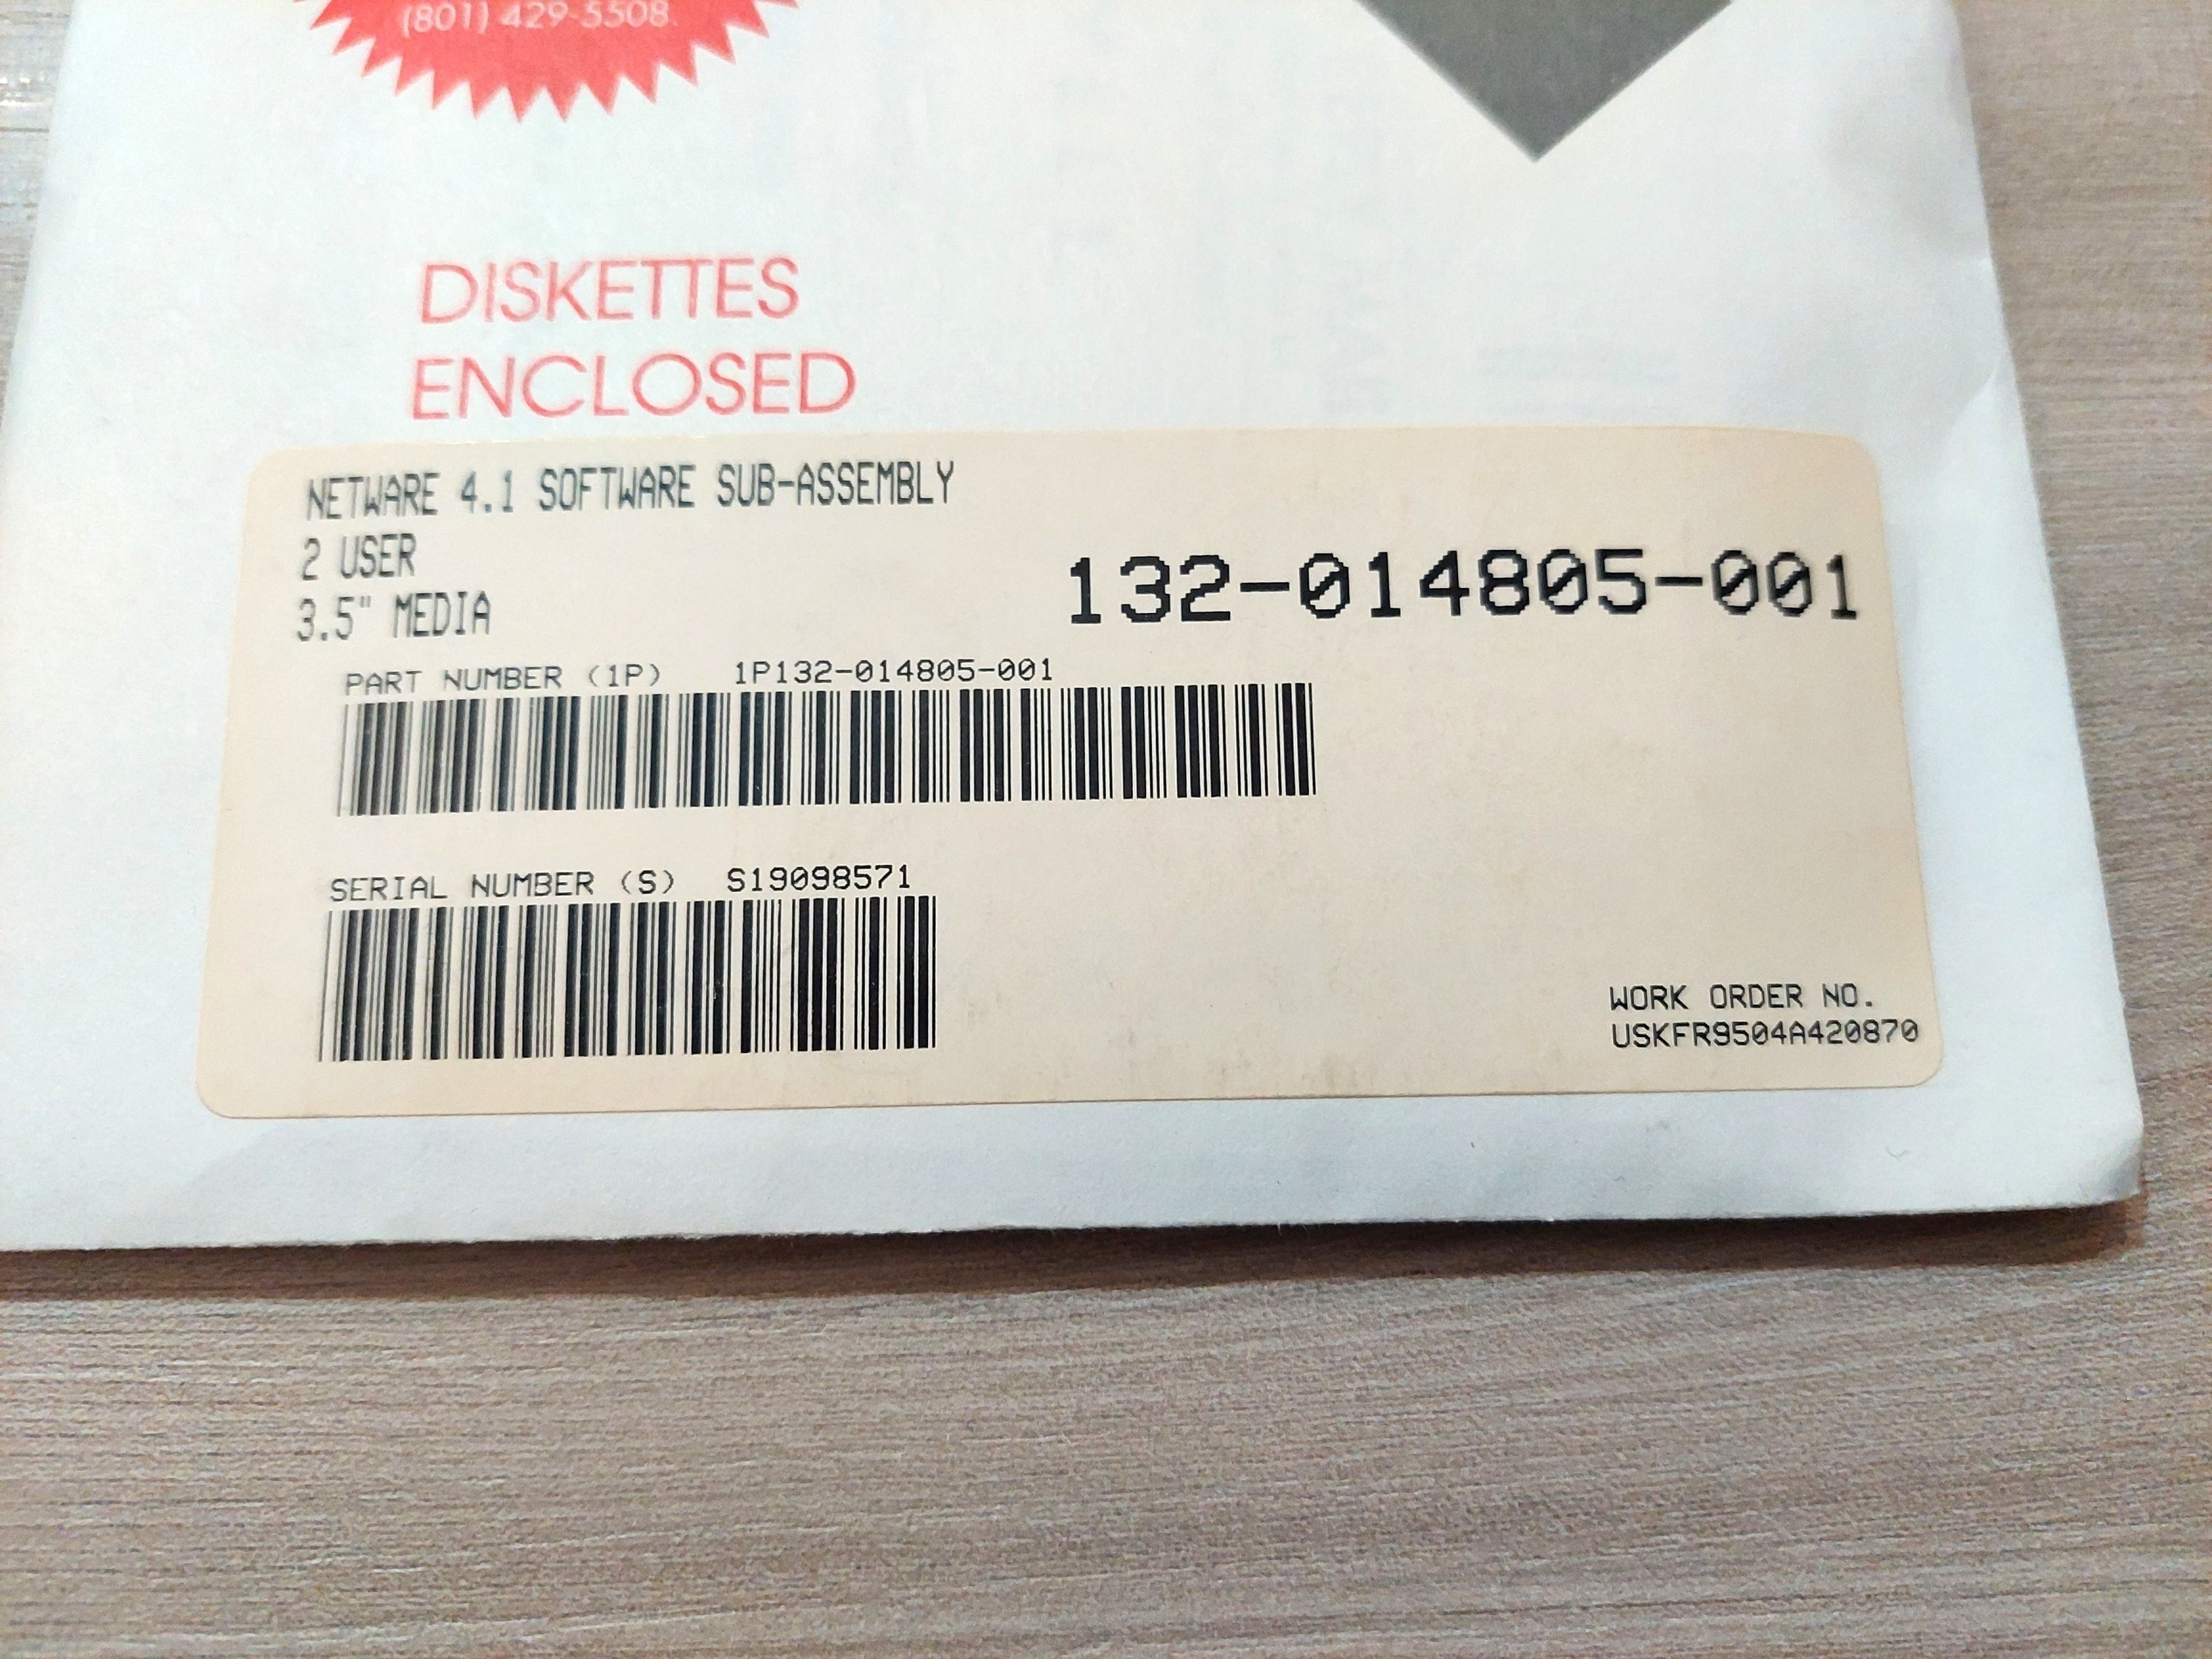 (801) 429-5508.
DISKETTES
ENCLOSED
NETWARE 4.1 SOFTWARE SUB-ASSEMBLY
2 USER
3.5" MEDIA
132-014805-001
PART NUMBER (1P) 1P132-014805-001
SERIAL NUMBER (S) S19098571
WORK ORDER NO.
USKFR9504A420870